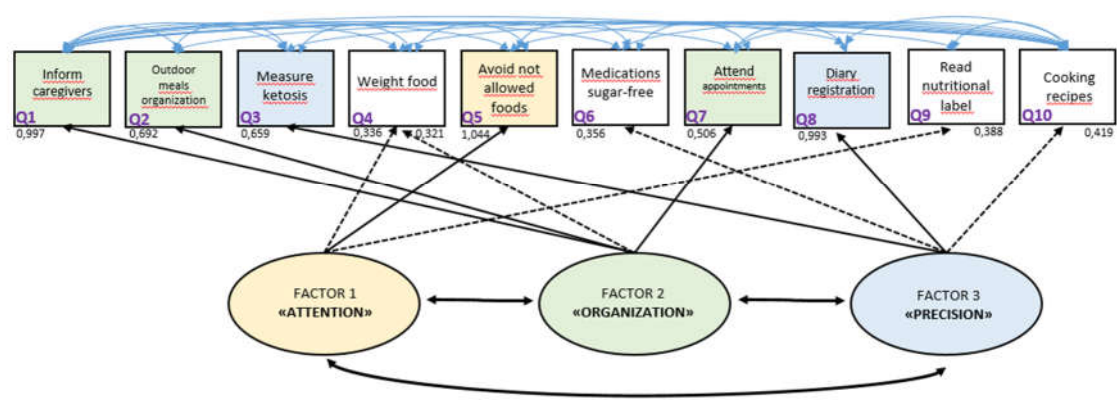 Inform
caregivers
Q1
0,997
Outdoor
meals
organization
Q2
0,692
Measure
ketosis
Q3
0,659
Weight food
Q4
0,336
0,321
Avoid not
allowed
foods
Q5
1,044
Medications
sugar-free
Q6
0,356
Attend
appointments
Q7
0,506
Diary
registration
Q8
0,993
Read
nutritional
label
Q9
0,388
Cooking
recipes
Q10
0,419
FACTOR 1
«ATTENTION»
FACTOR 2
«ORGANIZATION»
FACTOR 3
«PRECISION»